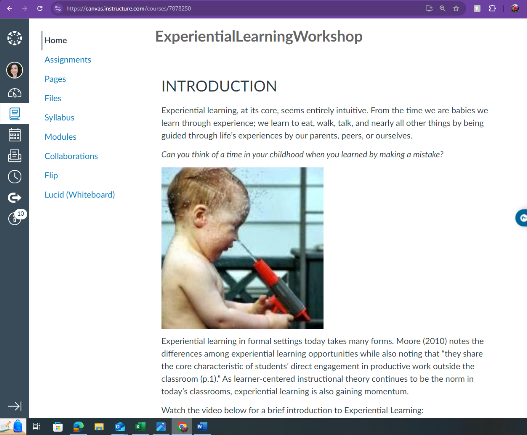 https://canvas.instructure.com/courses/7078250
Home
Assignments
Pages
Files
Syllabus
Modules
Collaborations
Flip
Lucid (Whiteboard)
10
ExperientialLearningWorkshop
INTRODUCTION
Experiential learning, at its core, seems entirely intuitive. From the time we are babies we
learn through experience; we learn to eat, walk, talk, and nearly all other things by being
guided through life's experiences by our parents, peers, or ourselves.
Can you think of a time in your childhood when you learned by making a mistake?
Experiential learning in formal settings today takes many forms. Moore (2010) notes the
differences among experiential learning opportunities while also noting that "they share
the core characteristic of students' direct engagement in productive work outside the
classroom (p.1)." As learner-centered instructional theory continues to be the norm in
today's classrooms, experiential learning is also gaining momentum.
Watch the video below for a brief introduction to Experiential Learning: